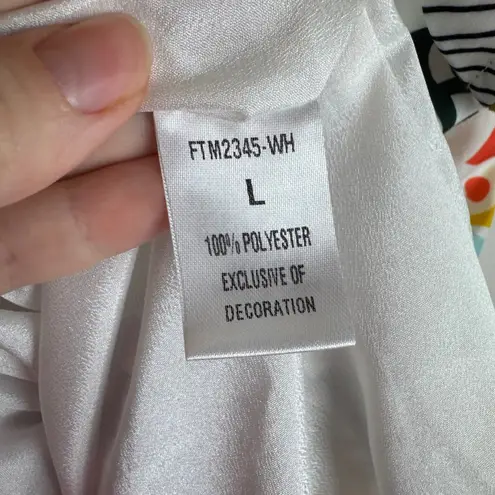 FTM2345-WH
L
100% POLYESTER
EXCLUSIVE OF
DECORATION